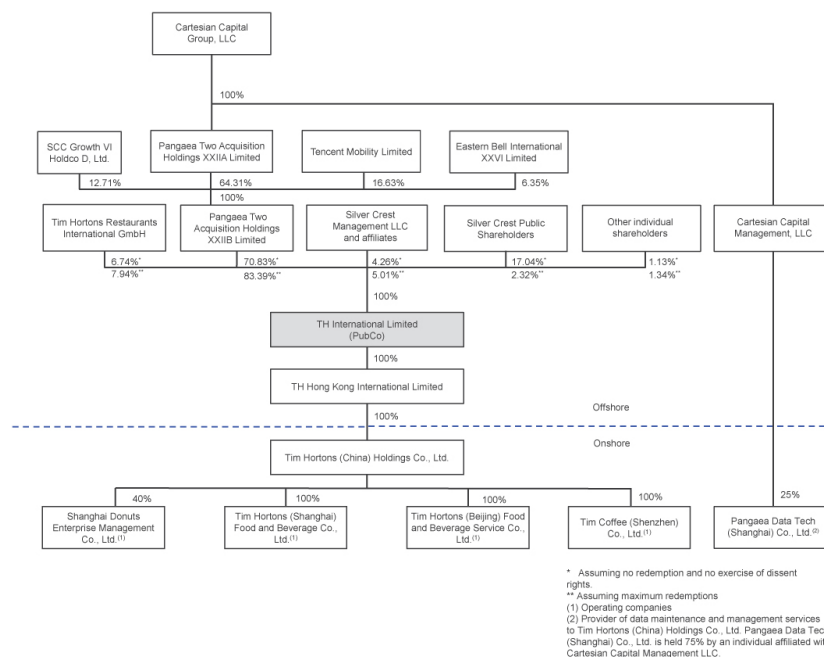 Cartesian Capital
Group, LLC
100%
SCC Growth VI
Holdco D, Ltd.
Pangaea Two Acquisition
Holdings XXIIA Limited
Tencent Mobility Limited
Eastern Bell International
XXVI Limited
12.71%
64.31%
16.63%
6.35%
100%
Tim Hortons Restaurants
International GmbH
Pangaea Two
Acquisition Holdings
XXIIB Limited
Silver Crest
Management LLC
and affiliates
Silver Crest Public
Shareholders
Other individual
shareholders
Cartesian Capital
Management, LLC
6.74%*
70.83%*
4.26%*
17.04%*
1.13%*
7.94%**
83.39%**
5.01%**
2.32%**
1.34%**
100%
TH International Limited
(PubCo)
100%
TH Hong Kong International Limited
100%
Offshore
Onshore
Tim Hortons (China) Holdings Co., Ltd.
40%
100%
100%
100%
25%
Shanghai Donuts
Enterprise Management
Co., Ltd.(1)
Tim Hortons (Shanghai)
Food and Beverage Co.,
Ltd.(1)
Tim Hortons (Beijing) Food
and Beverage Service Co.,
Ltd.(1)
Tim Coffee (Shenzhen)
Co., Ltd.(1)
Pangaea Data Tech
(Shanghai) Co., Ltd.(2)
* Assuming no redemption and no exercise of dissent
rights.
** Assuming maximum redemptions
(1) Operating companies
(2) Provider of data maintenance and management services
to Tim Hortons (China) Holdings Co., Ltd. Pangaea Data Tec
(Shanghai) Co., Ltd. is held 75% by an individual affiliated wit
Cartesian Capital Management LLC.